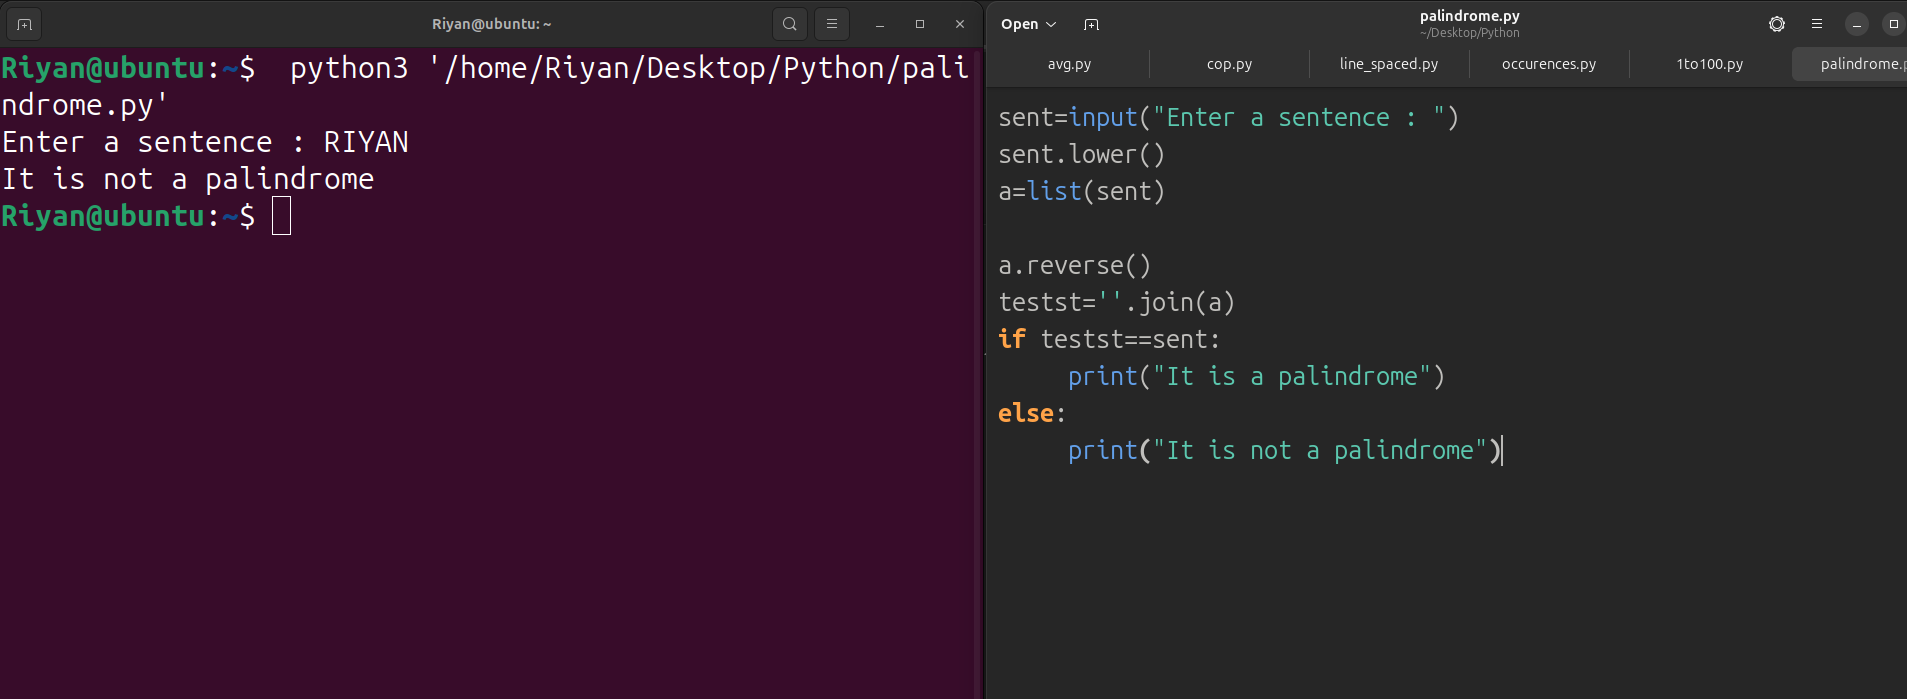 Riyan@ubuntu: ~
Riyan@ubuntu:~$  python3 '/home/Riyan/Desktop/Python/pali
ndrome.py'
Enter a sentence : RIYAN
It is not a palindrome
Riyan@ubuntu:~$
Open
palindrome.py
~/Desktop/Python
avg.py
cop.py
line_spaced.py
occurences.py
1to100.py
palindrome.p
sent=input("Enter a sentence : ")
sent.lower()
a=list(sent)
a.reverse()
testst=''.join(a)
if testst==sent:
     print("It is a palindrome")
else:
     print("It is not a palindrome")